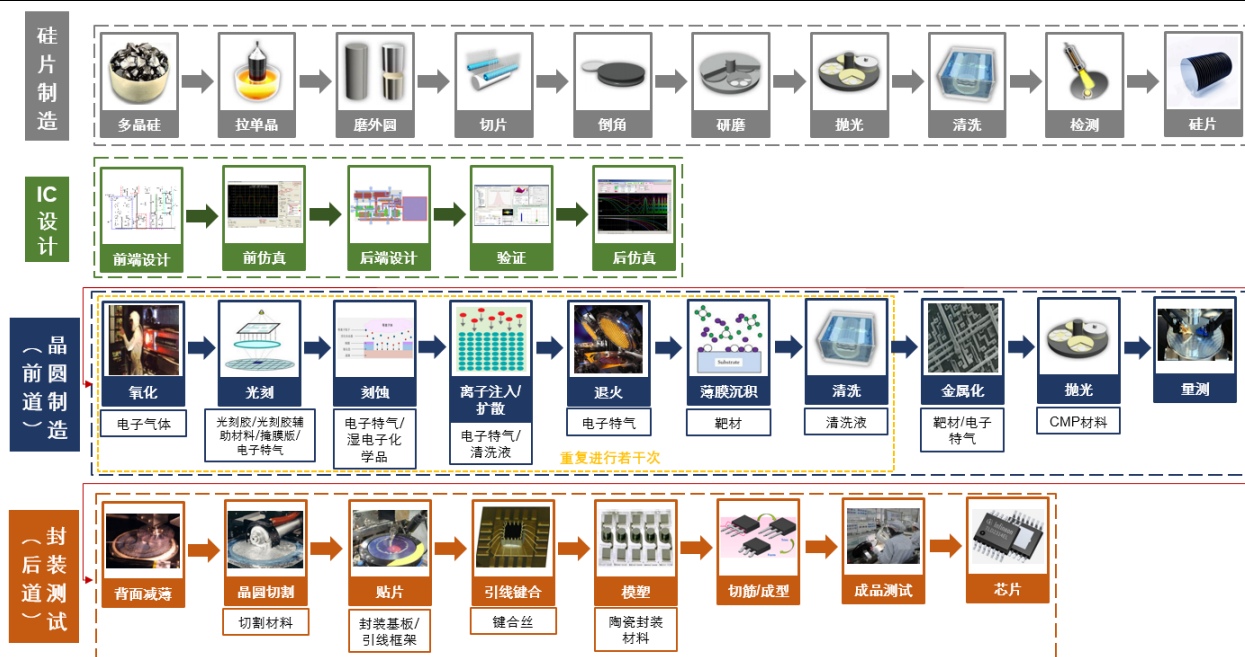 硅片制造
多晶硅
拉单晶
磨外圆
切片
倒角
研磨
抛光
清洗
检测
硅片
IC设计
前端设计
前仿真
后端设计
验证
后仿真
晶圆制造
（前道）
氧化
光刻
刻蚀
离子注入/
扩散
退火
薄膜沉积
清洗
金属化
抛光
量测
电子气体
光刻胶/光刻胶辅
助材料/掩膜版/
电子特气
电子特气/
湿电子化
学品
电子特气/
清洗液
电子特气
靶材
清洗液
靶材/电子
特气
CMP材料
重复进行若干次
封装测试
（后道）
背面减薄
晶圆切割
贴片
引线键合
模塑
切筋/成型
成品测试
芯片
切割材料
封装基板/
引线框架
键合丝
陶瓷封装
材料